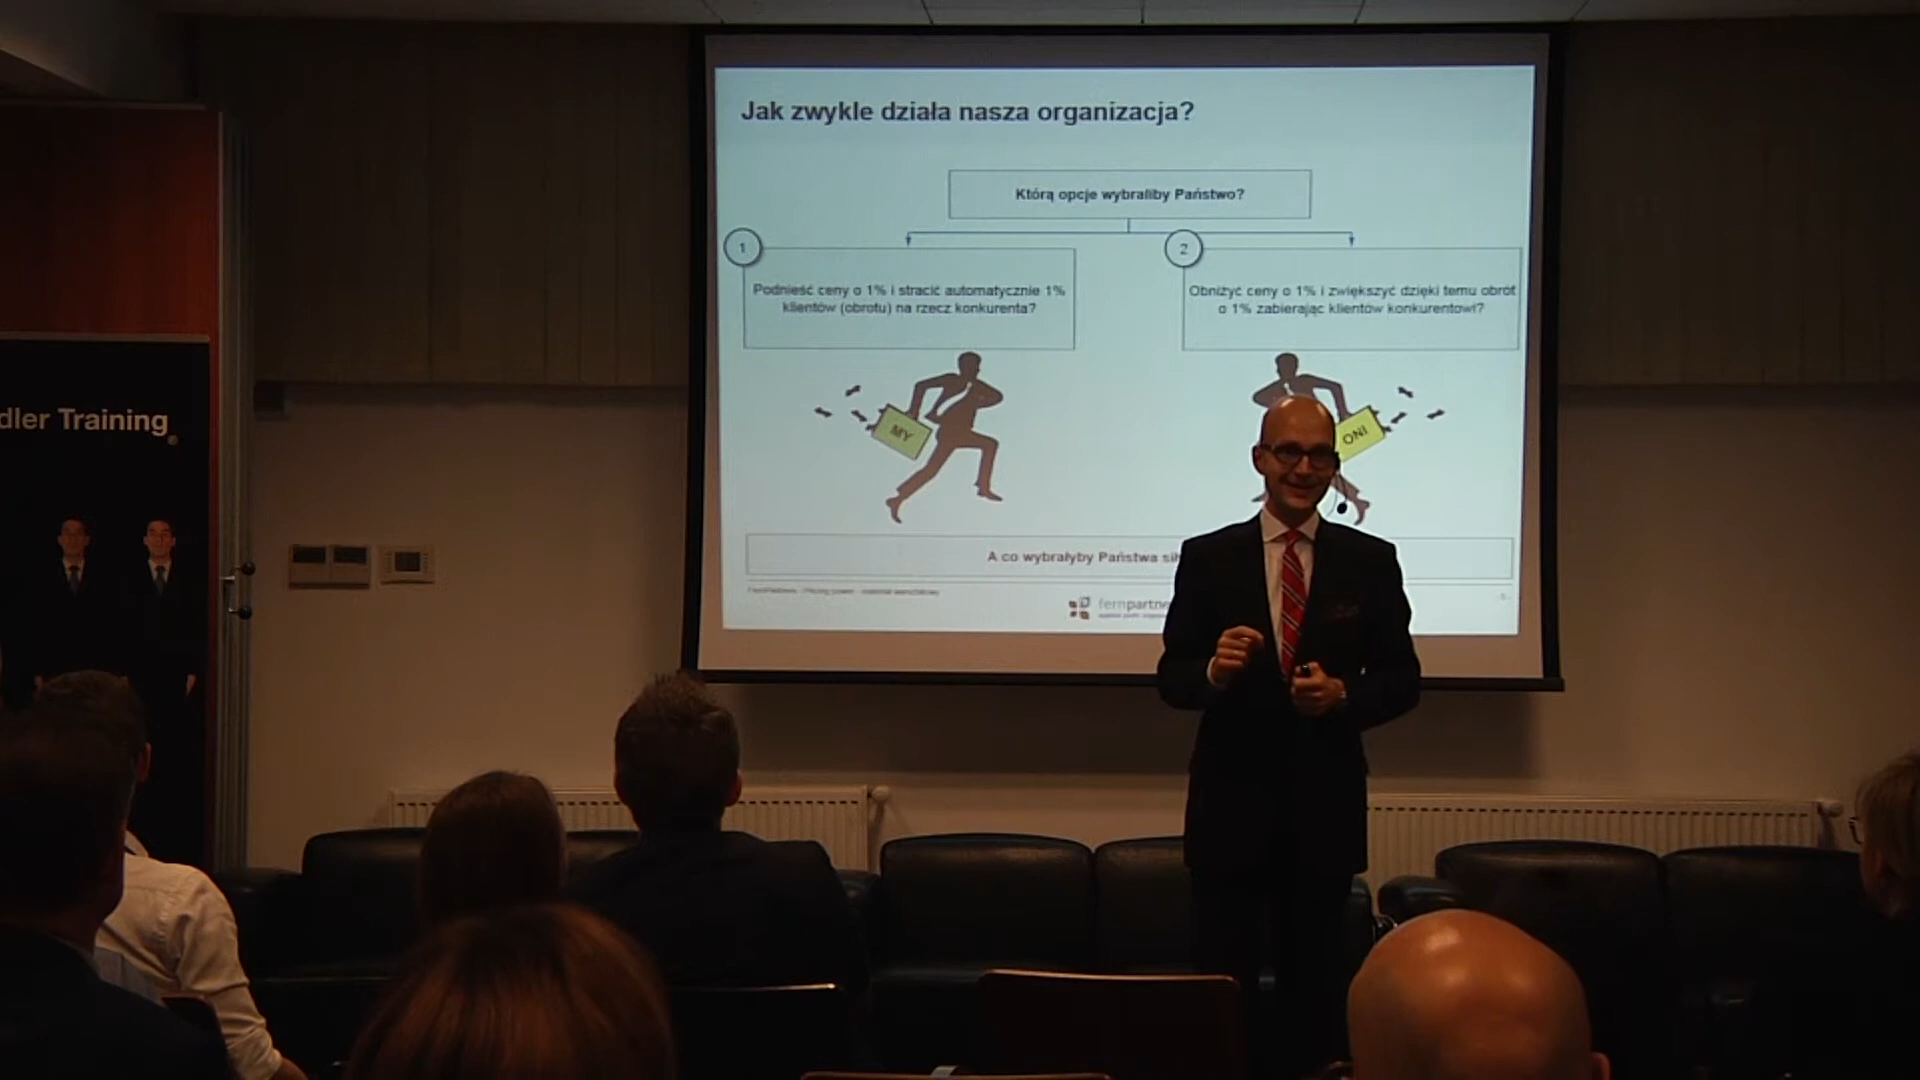 Jak zwykle działa nasza organizacja?
Którą opcje wybraliby Państwo?
1
Podnieść ceny o 1% i stracić automatycznie 1%
klientów (obrotu) na rzecz konkurenta?
2
Obniżyć ceny o 1% i zwiększyć dzięki temu obrót
o 1% zabierając klientów konkurentowi?
MY
ONI
A co wybrałyby Państwa
fernpartne
dler Training